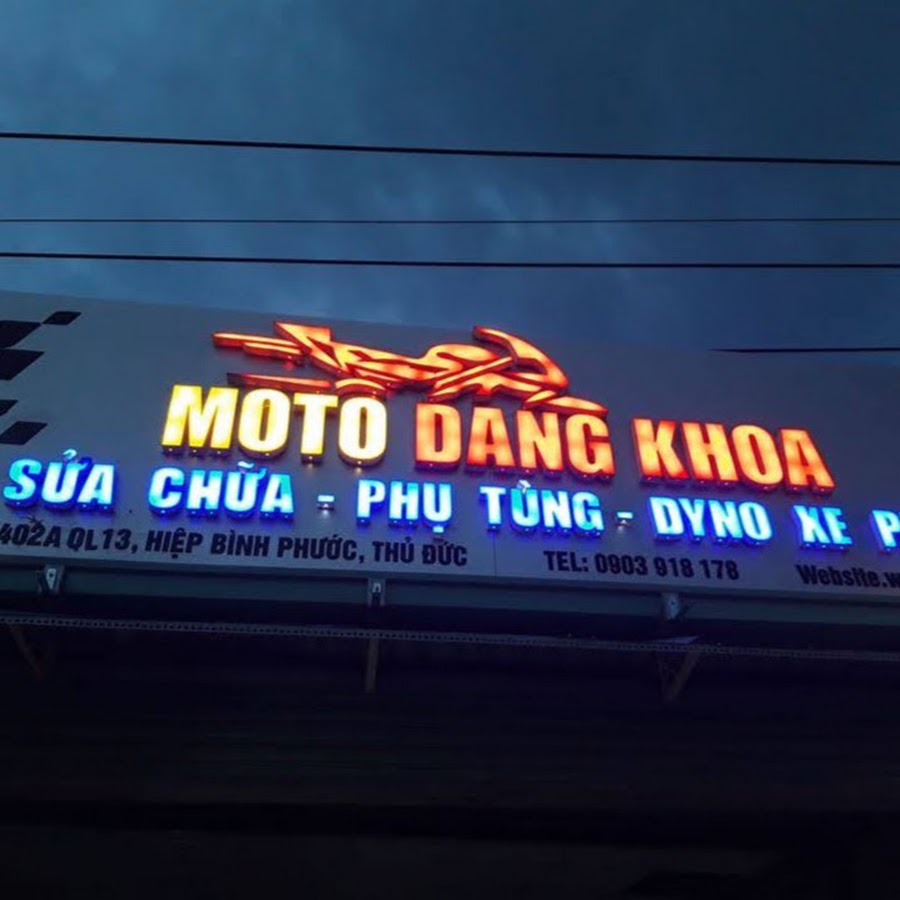 MOTO DANG KHOA
SỬA CHỮA - PHỤ TÙNG - DYNO XE P
402A QL13, HIỆP BÌNH PHƯỚC, THỦ ĐỨC TEL: 0903 918 178 Website.w